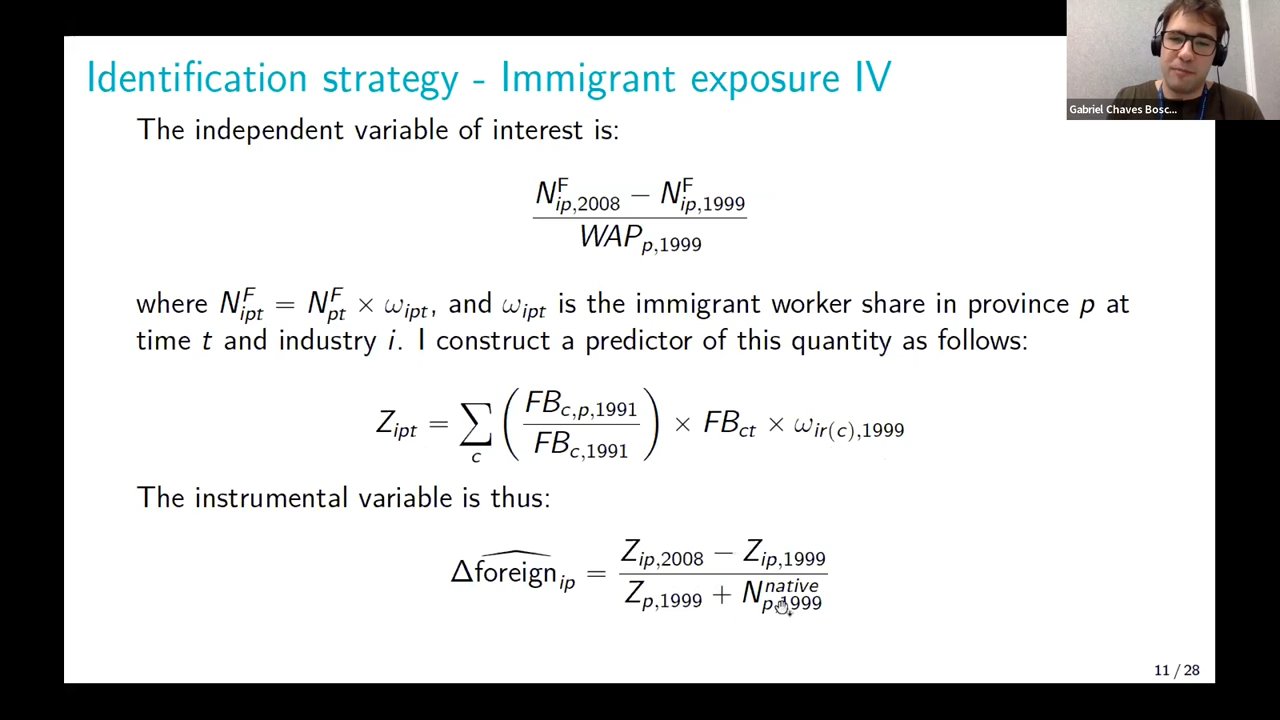 Identification strategy - Immigrant exposure IV
Gabriel Chaves Bosc...
The independent variable of interest is:
N^F_{ip,2008} − N^F_{ip,1999}
WAP_{p,1999}
where N^F_{ipt} = N^F_{pt} × ω_{ipt}, and ω_{ipt} is the immigrant worker share in province p at
time t and industry i. I construct a predictor of this quantity as follows:
Z_{ipt} = ∑_c (FB_{c,p,1991} / FB_{c,1991}) × FB_{ct} × ω_{ir(c),1999}
The instrumental variable is thus:
Δ\widehat{foreign}_{ip} = (Z_{ip,2008} − Z_{ip,1999}) / (Z_{p,1999} + N^{native}_{p,1999})
11 / 28